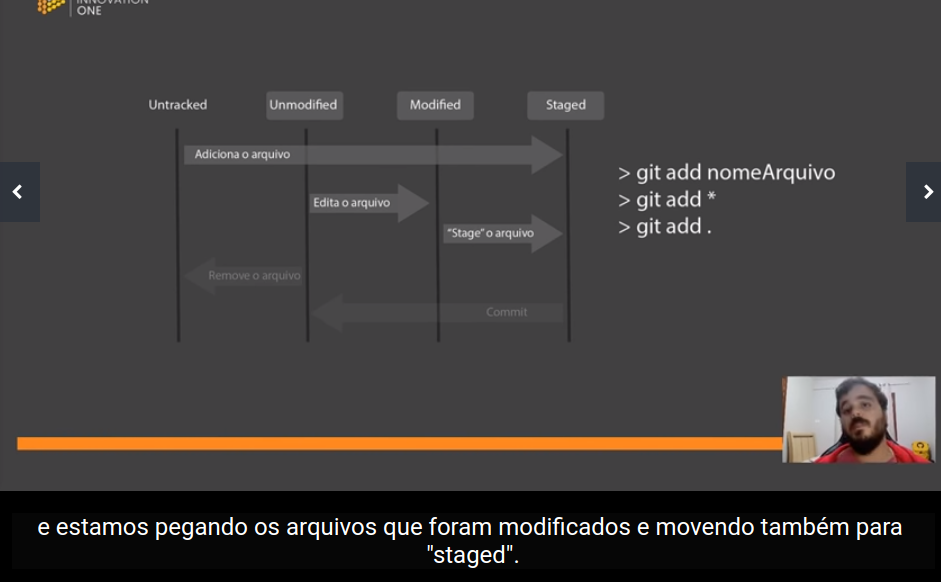 INNOVATION
ONE
Untracked
Unmodified
Modified
Staged
Adiciona o arquivo
Edita o arquivo
"Stage" o arquivo
Remove o arquivo
Commit
> git add nomeArquivo
> git add *
> git add .
e estamos pegando os arquivos que foram modificados e movendo também para
"staged".